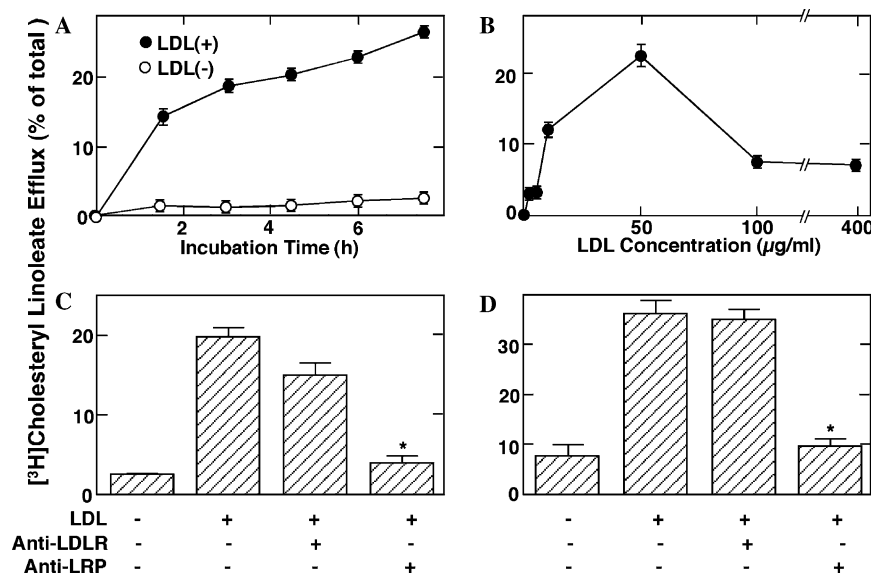 [³H]Cholesteryl Linoleate Efflux (% of total )
A
LDL(+)
LDL(-)
20
10
0
2 4 6
Incubation Time (h)
B
20
10
0
50 100 400
LDL Concentration (µg/ml)
C
20
10
0
*
D
30
20
10
0
*
LDL - + + + - + + +
Anti-LDLR - - + - - - + -
Anti-LRP - - - + - - - +